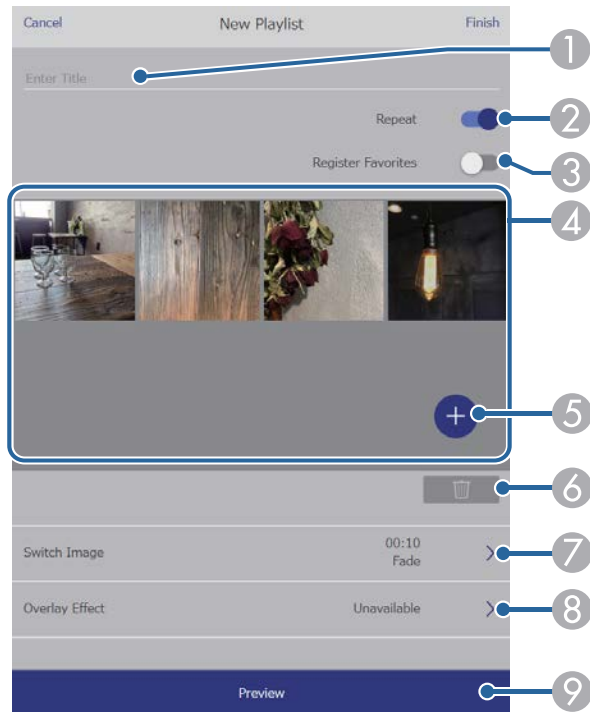 Cancel New Playlist Finish
Enter Title
1
Repeat
2
Register Favorites
3
4
+
5
6
00:10
Switch Image
Fade
7
Overlay Effect Unavailable
8
Preview
9